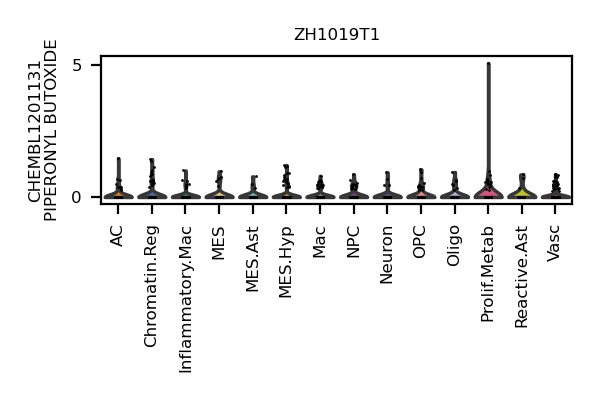 ZH1019T1
CHEMBL1201131
PIPERONYL BUTOXIDE
5
0
AC
Chromatin.Reg
Inflammatory.Mac
MES
MES.Ast
MES.Hyp
Mac
NPC
Neuron
OPC
Oligo
Prolif.Metab
Reactive.Ast
Vasc